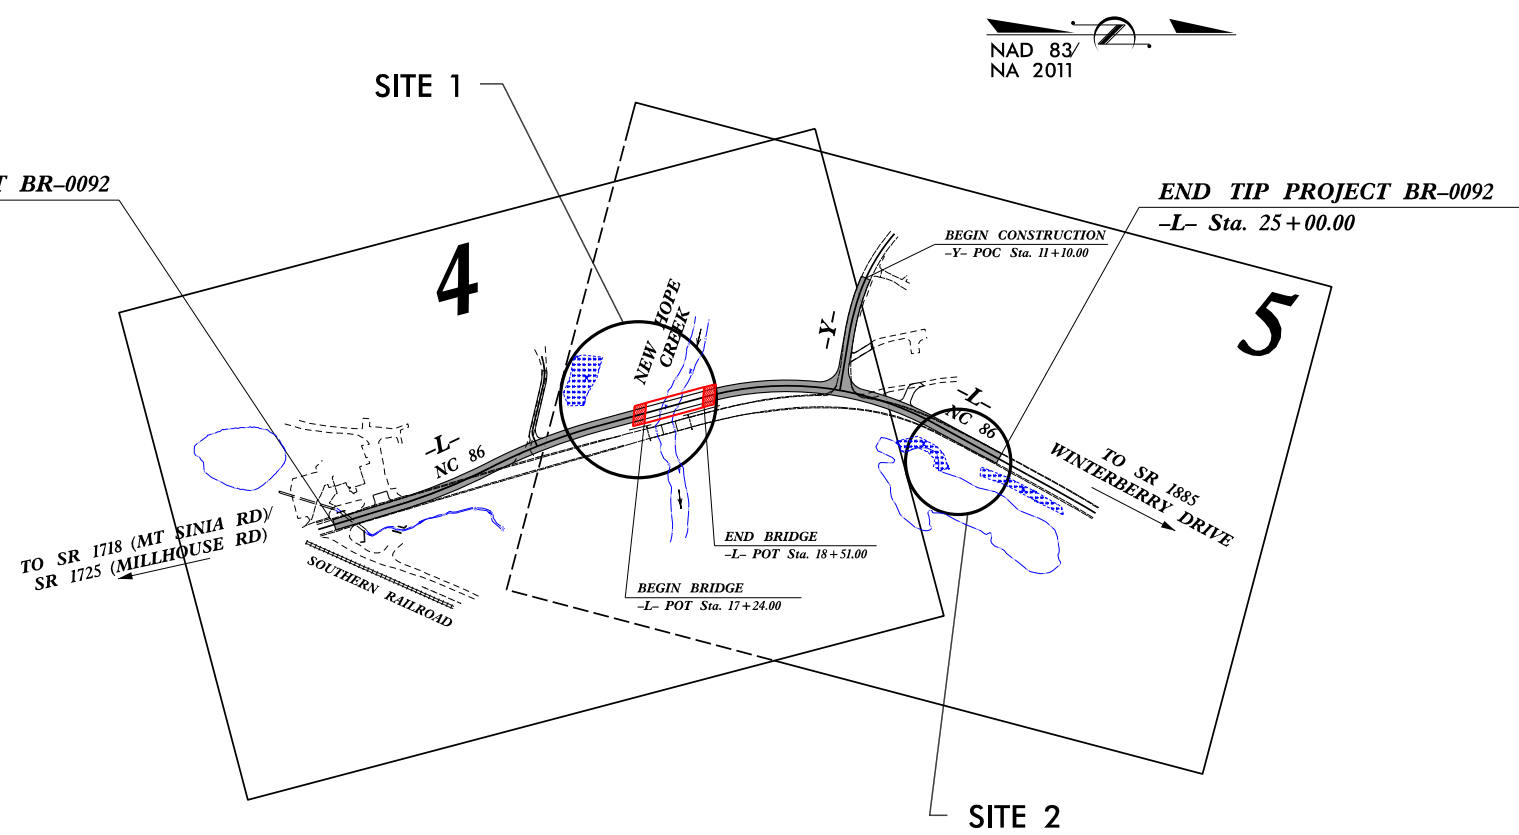 NAD 83/
NA 2011
SITE 1
T BR–0092
END TIP PROJECT BR–0092
–L– Sta. 25+00.00
BEGIN CONSTRUCTION
–Y– POC Sta. 11+10.00
4
5
NEW HOPE
CREEK
–Y–
–L–
NC 86
–L–
NC 86
TO SR 1885
WINTERBERRY DRIVE
TO SR 1718 (MT SINIA RD)/
SR 1725 (MILLHOUSE RD)
SOUTHERN RAILROAD
END BRIDGE
–L– POT Sta. 18+51.00
BEGIN BRIDGE
–L– POT Sta. 17+24.00
SITE 2